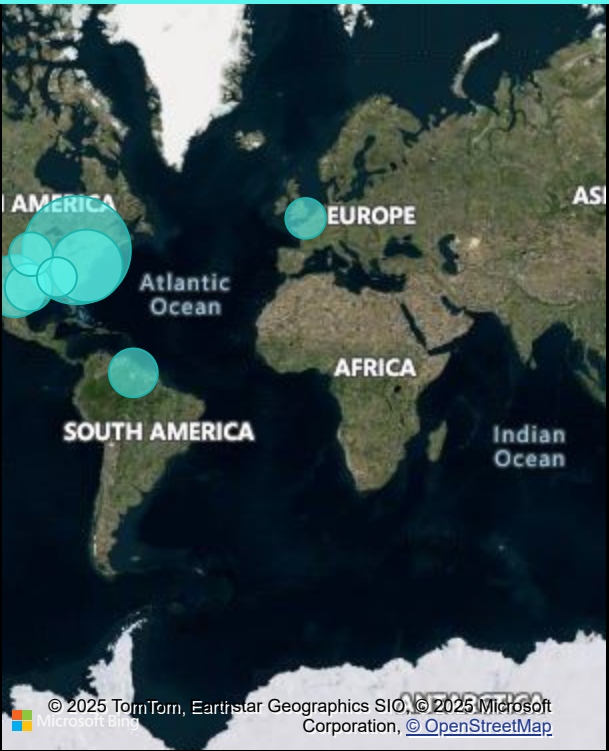 AMERICA
ASI
EUROPE
Atlantic
Ocean
AFRICA
SOUTH AMERICA
Indian
Ocean
ANTARCTICA
Microsoft Bing
© 2025 TomTom, Earthstar Geographics SIO, © 2025 Microsoft
Corporation, © OpenStreetMap